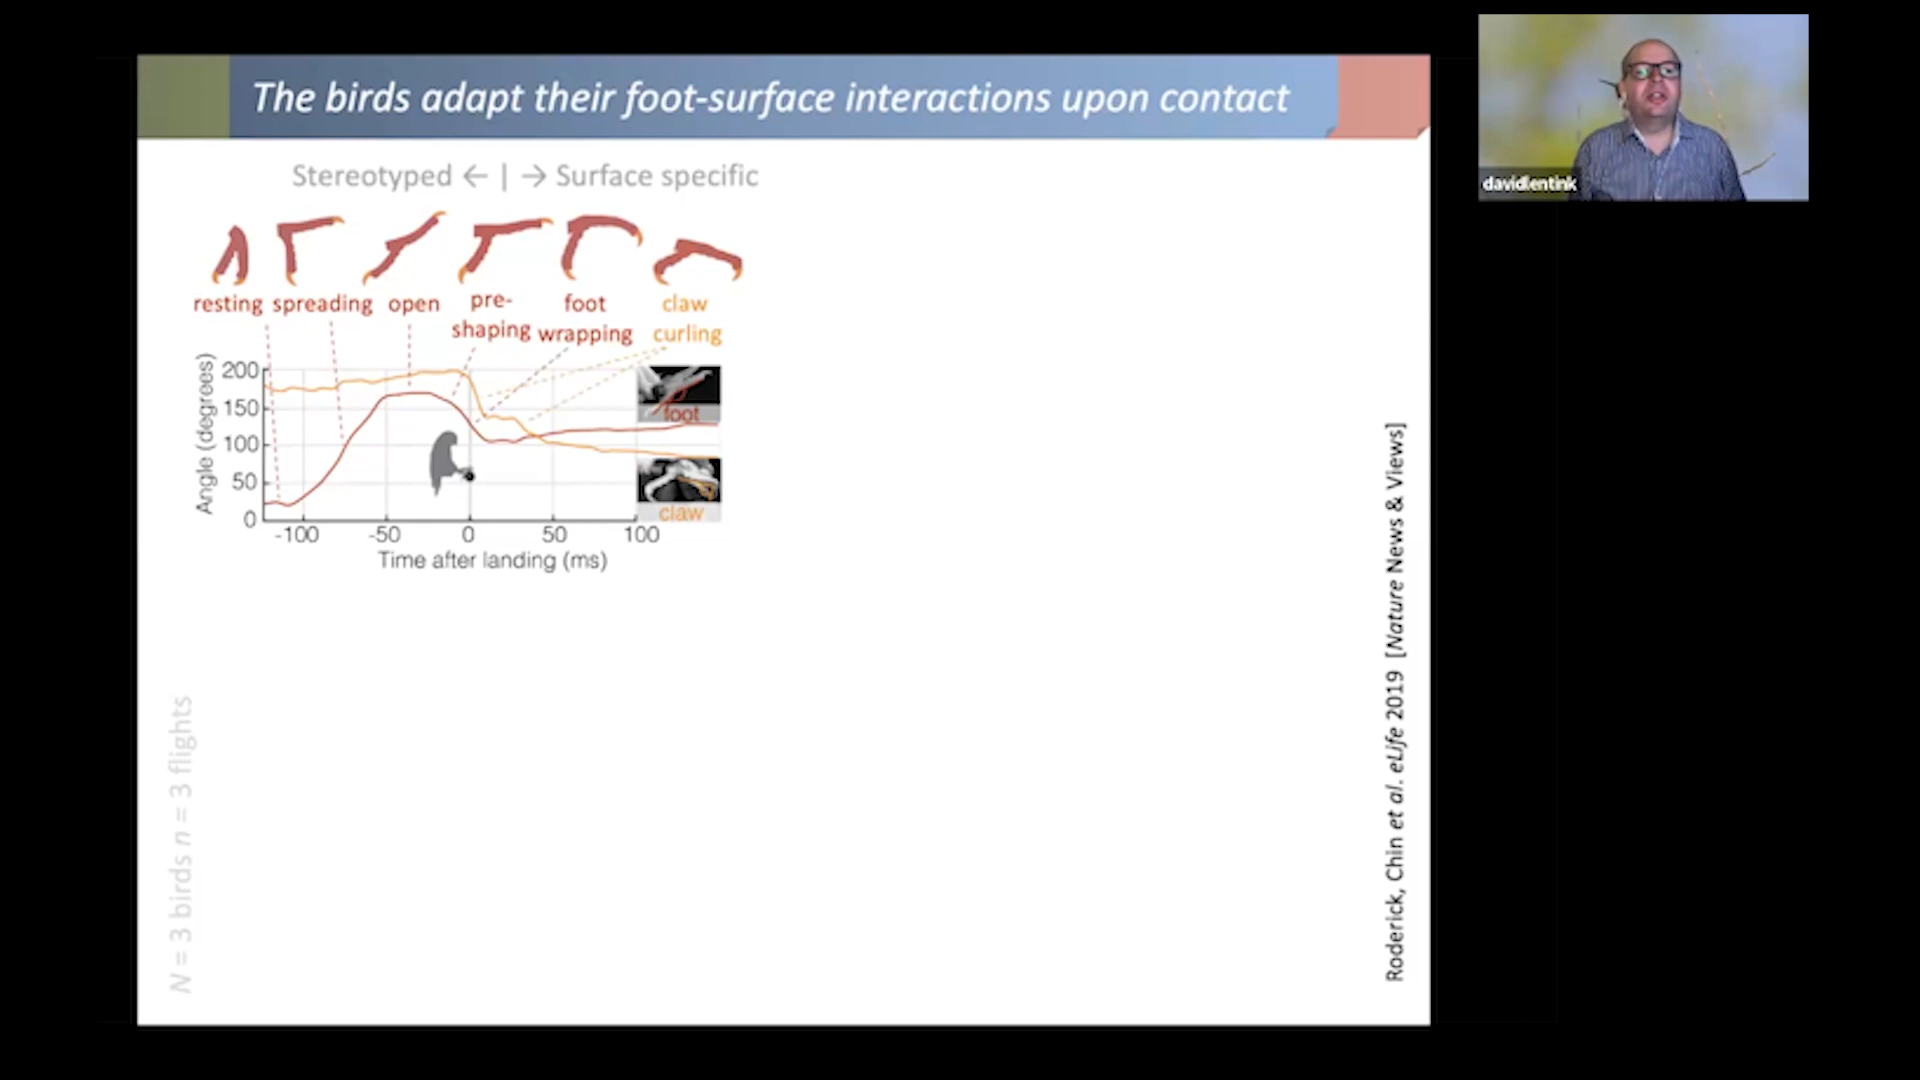 The birds adapt their foot-surface interactions upon contact
davidlentink
Stereotyped ← | → Surface specific
resting spreading open pre-shaping foot wrapping claw curling
Angle (degrees)
200
150
100
50
0
foot
claw
-100 -50 0 50 100
Time after landing (ms)
N = 3 birds n = 3 flights
Roderick, Chin et al. eLife 2019 [Nature News & Views]